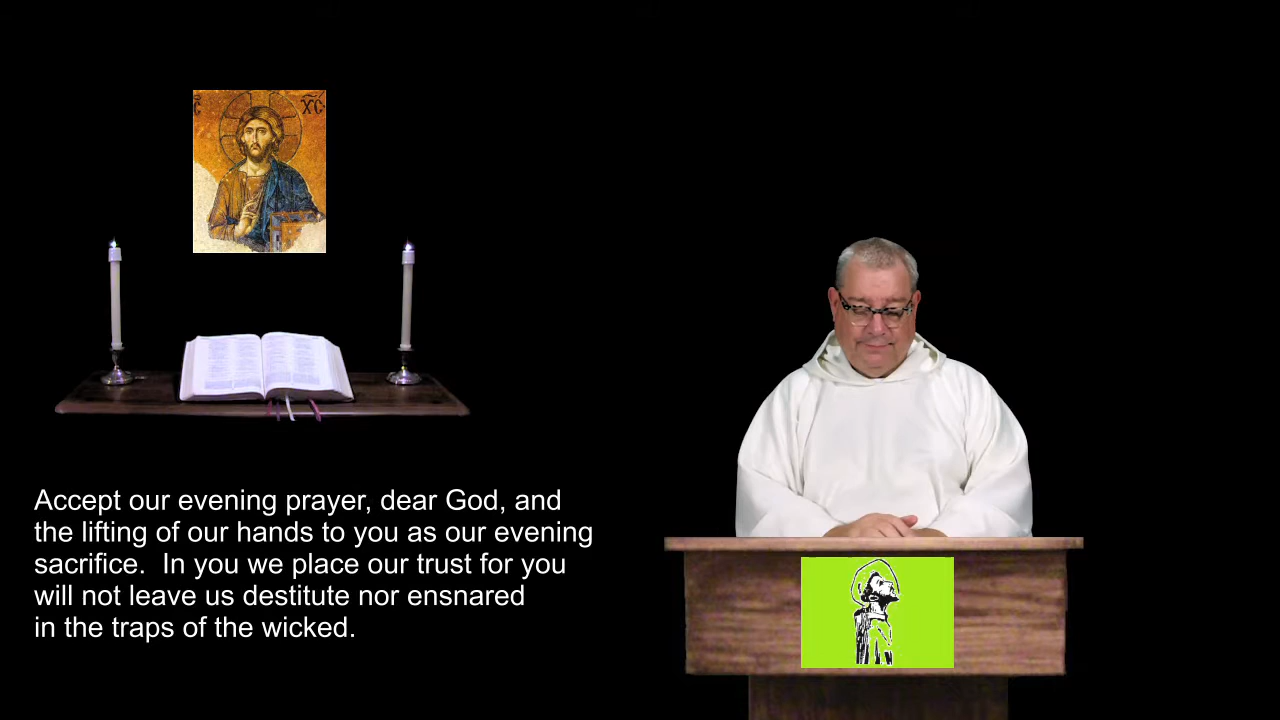 C XC
Accept our evening prayer, dear God, and
the lifting of our hands to you as our evening
sacrifice.  In you we place our trust for you
will not leave us destitute nor ensnared
in the traps of the wicked.